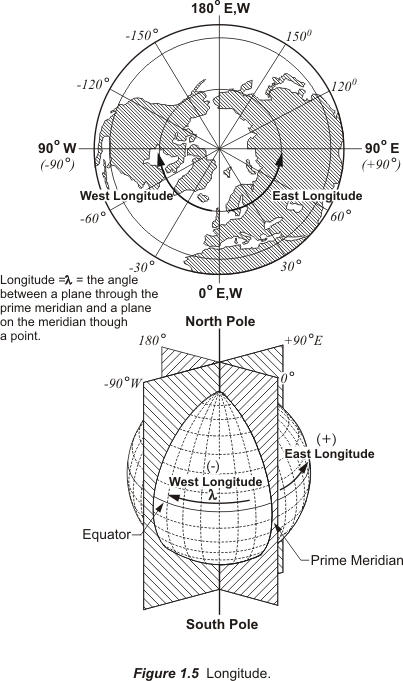 180° E,W
-150°
150⁰
-120°
120⁰
90° W
(-90°)
90° E
(+90°)
West Longitude
East Longitude
-60°
60°
-30°
30°
0° E,W
Longitude =λ = the angle
between a plane through the
prime meridian and a plane
on the meridian though
a point.
North Pole
180°
+90°E
-90°W
0°
(+)
East Longitude
(-)
West Longitude
λ
Equator
Prime Meridian
South Pole
Figure 1.5 Longitude.